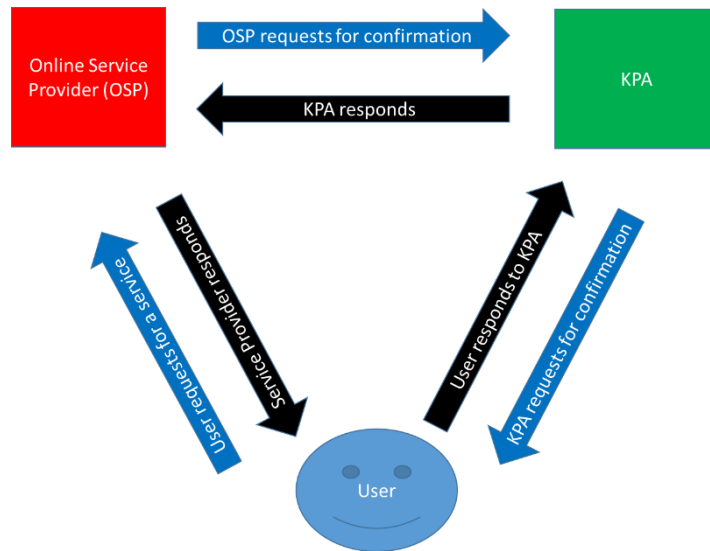 OSP requests for confirmation
Online Service
Provider (OSP)
KPA
KPA responds
User requests for a service
Service Provider responds
User responds to KPA
KPA requests for confirmation
User